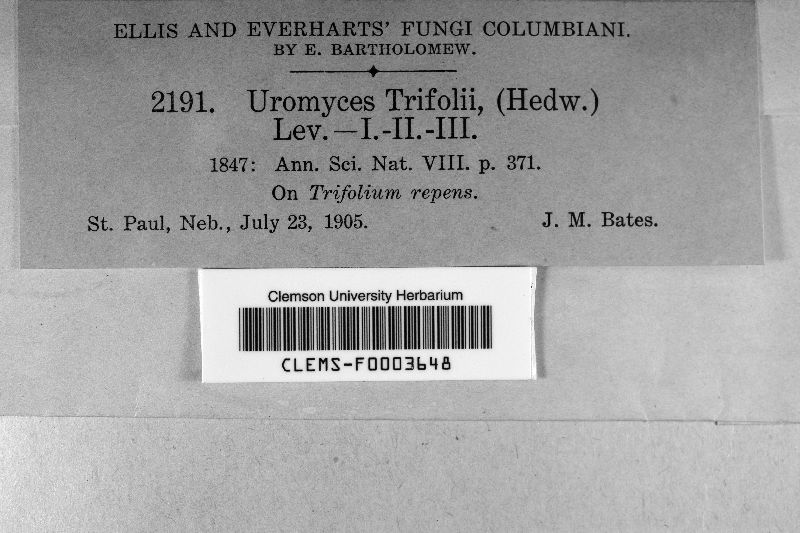 ELLIS AND EVERHARTS' FUNGI COLUMBIANI.
BY E. BARTHOLOMEW.
2191. Uromyces Trifolii, (Hedw.)
Lev.—I.-II.-III.
1847: Ann. Sci. Nat. VIII. p. 371.
On Trifolium repens.
St. Paul, Neb., July 23, 1905. J. M. Bates.
Clemson University Herbarium
CLEMS-F0003648